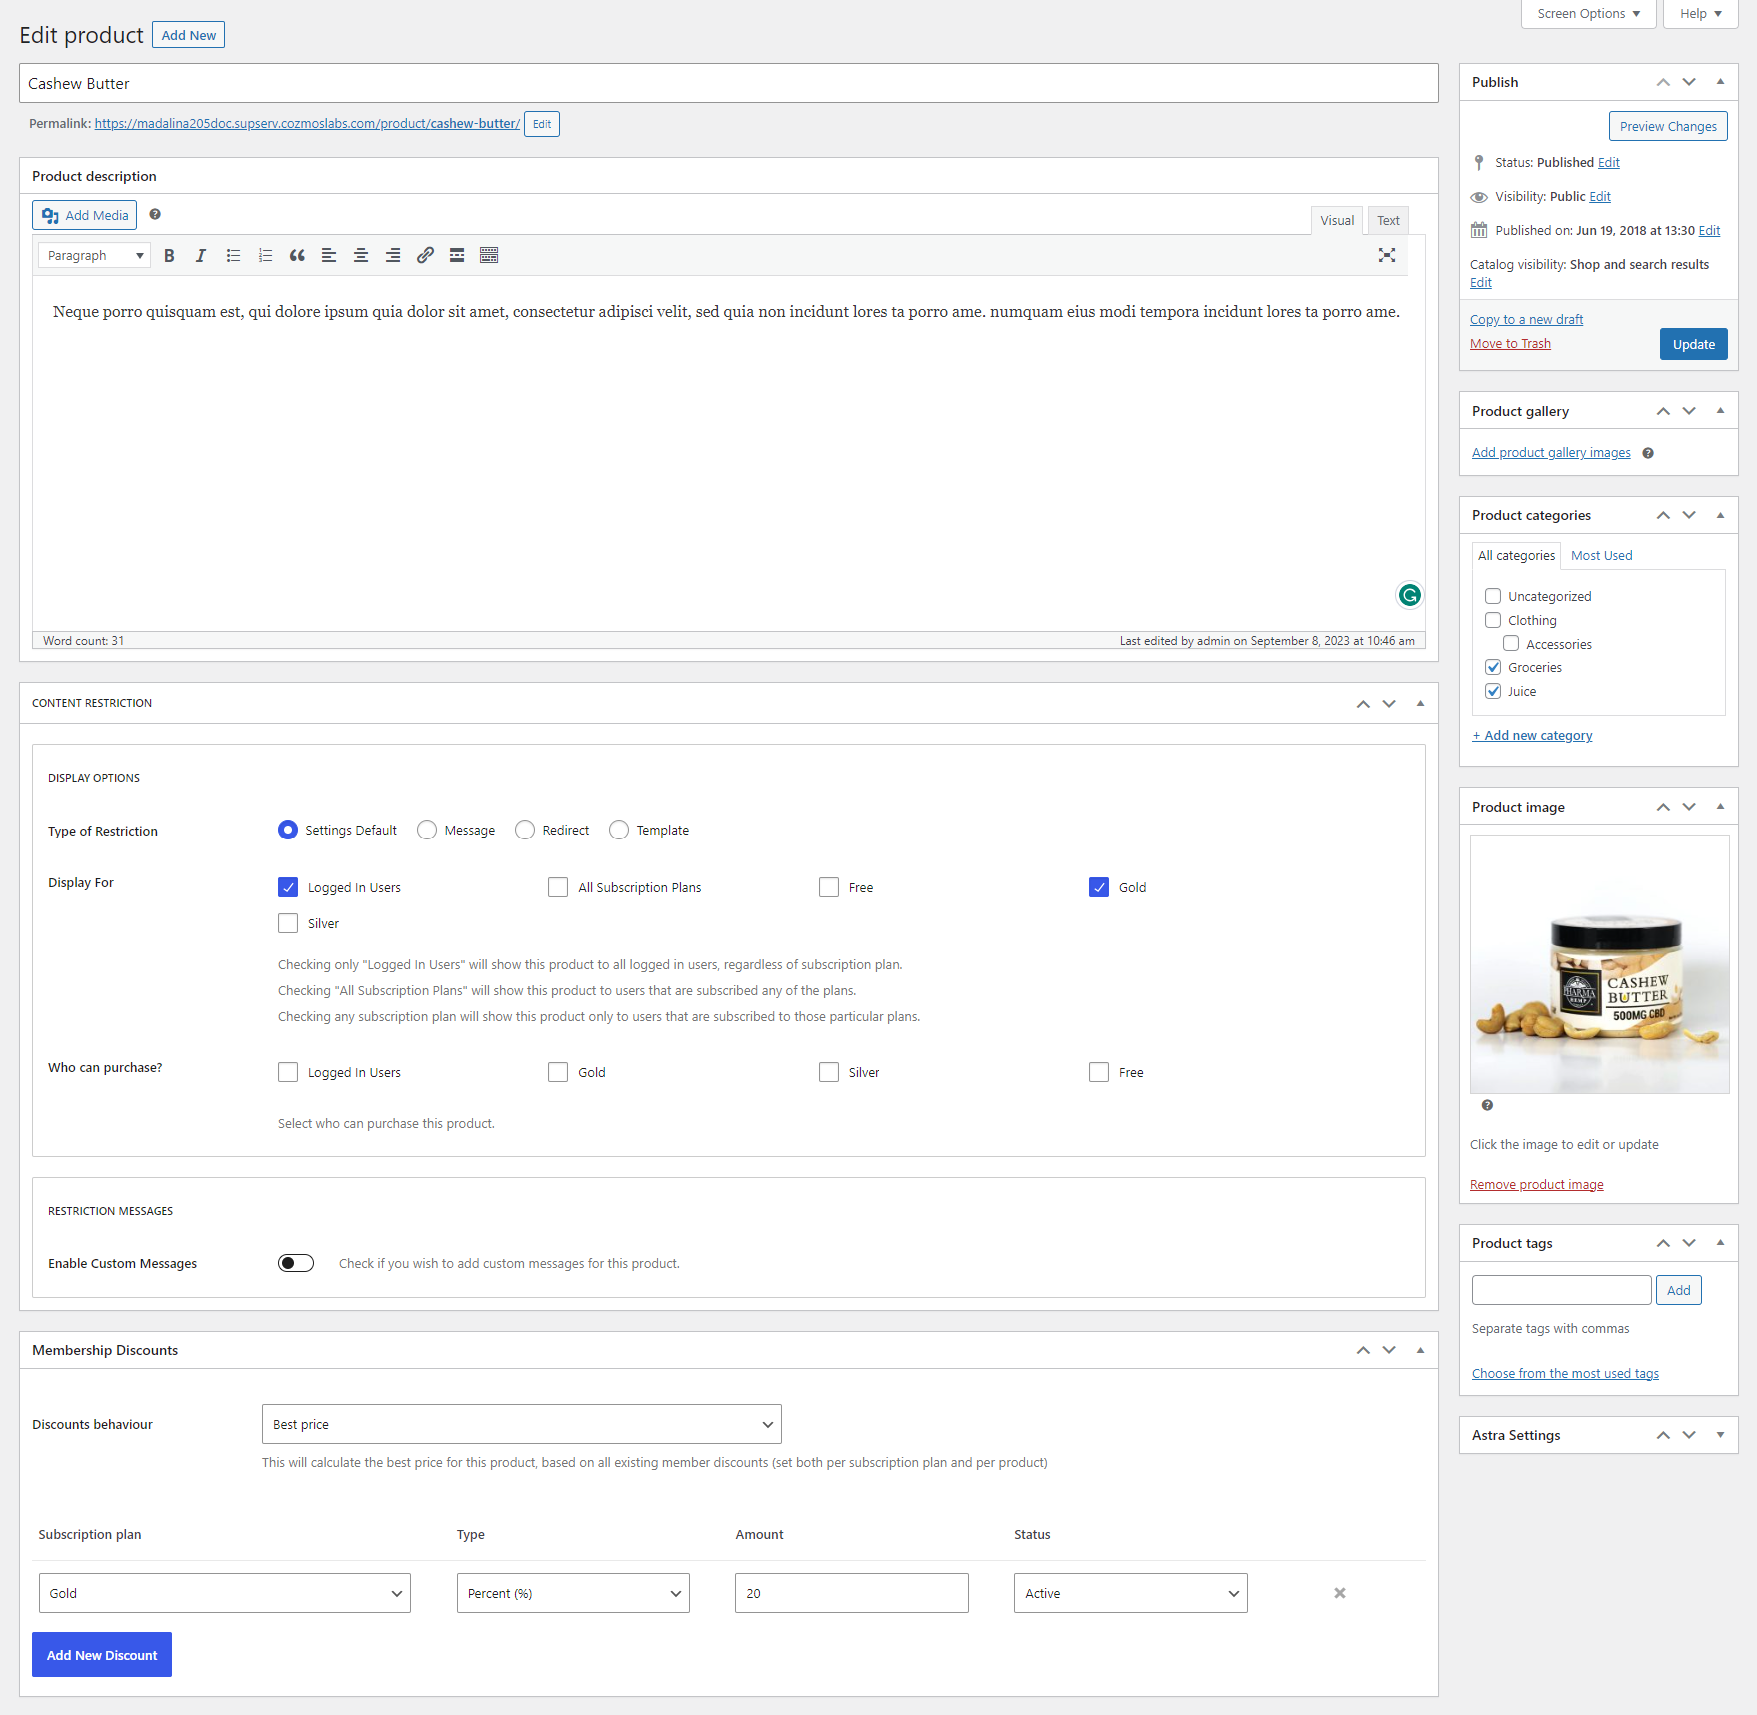 Screen Options
Help
Edit product
Add New
Cashew Butter
Permalink: https://madalina205doc.supserv.cozmoslabs.com/product/cashew-butter/ Edit
Product description
Add Media
Visual
Text
Paragraph
Neque porro quisquam est, qui dolore ipsum quia dolor sit amet, consectetur adipisci velit, sed quia non incidunt lores ta porro ame. numquam eius modi tempora incidunt lores ta porro ame.
Word count: 31
Last edited by admin on September 8, 2023 at 10:46 am
CONTENT RESTRICTION
DISPLAY OPTIONS
Type of Restriction
Settings Default
Message
Redirect
Template
Display For
Logged In Users
All Subscription Plans
Free
Gold
Silver
Checking only "Logged In Users" will show this product to all logged in users, regardless of subscription plan.
Checking "All Subscription Plans" will show this product to users that are subscribed any of the plans.
Checking any subscription plan will show this product only to users that are subscribed to those particular plans.
Who can purchase?
Logged In Users
Gold
Silver
Free
Select who can purchase this product.
RESTRICTION MESSAGES
Enable Custom Messages
Check if you wish to add custom messages for this product.
Membership Discounts
Discounts behaviour
Best price
This will calculate the best price for this product, based on all existing member discounts (set both per subscription plan and per product)
Subscription plan
Type
Amount
Status
Gold
Percent (%)
20
Active
Add New Discount
Publish
Preview Changes
Status: Published Edit
Visibility: Public Edit
Published on: Jun 19, 2018 at 13:30 Edit
Catalog visibility: Shop and search results
Edit
Copy to a new draft
Move to Trash
Update
Product gallery
Add product gallery images
Product categories
All categories
Most Used
Uncategorized
Clothing
Accessories
Groceries
Juice
+ Add new category
Product image
PHARMA
HEMP
CASHEW
BUTTER
500MG CBD
Click the image to edit or update
Remove product image
Product tags
Add
Separate tags with commas
Choose from the most used tags
Astra Settings